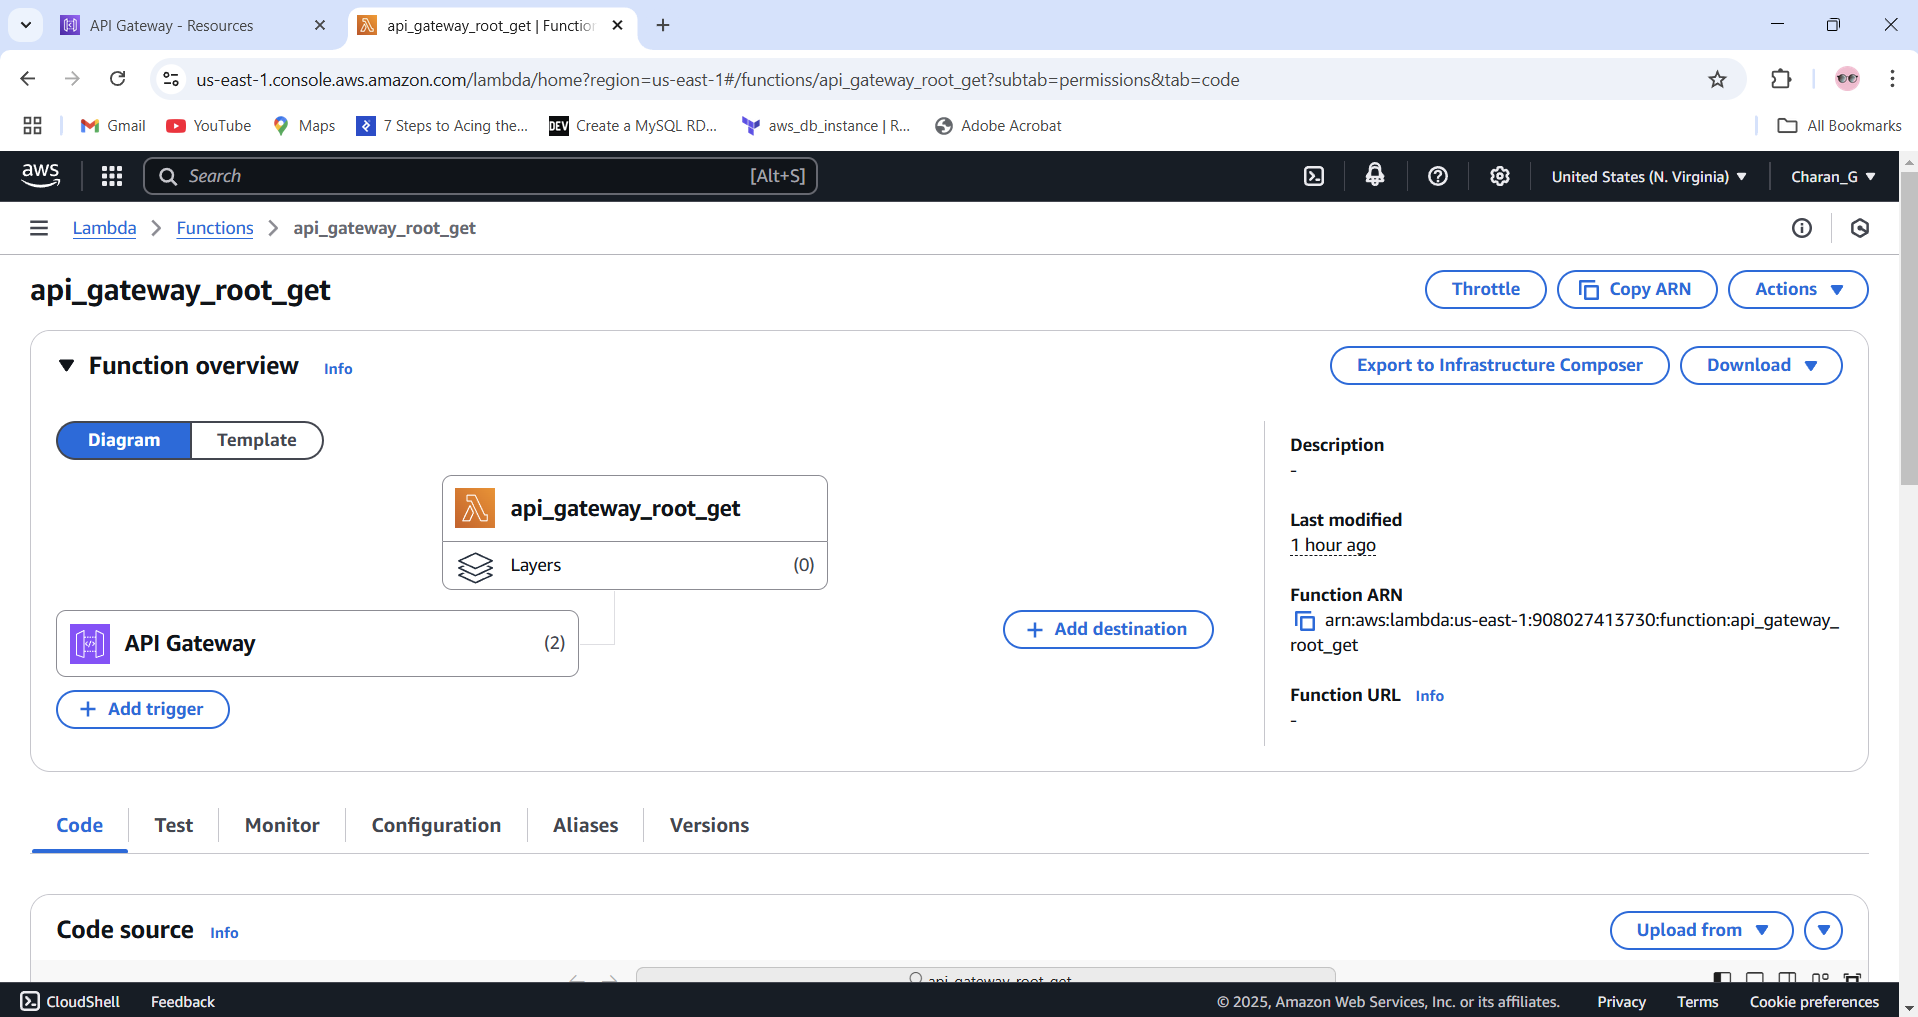 API Gateway - Resources
api_gateway_root_get | Function
us-east-1.console.aws.amazon.com/lambda/home?region=us-east-1#/functions/api_gateway_root_get?subtab=permissions&tab=code
Gmail
YouTube
Maps
7 Steps to Acing the...
DEV
Create a MySQL RD...
aws_db_instance | R...
Adobe Acrobat
All Bookmarks
aws
Search
[Alt+S]
United States (N. Virginia)
Charan_G
Lambda
Functions
api_gateway_root_get
api_gateway_root_get
Throttle
Copy ARN
Actions
Function overview
Info
Export to Infrastructure Composer
Download
Diagram
Template
api_gateway_root_get
Layers
(0)
API Gateway
(2)
Add trigger
Add destination
Description
-
Last modified
1 hour ago
Function ARN
arn:aws:lambda:us-east-1:908027413730:function:api_gateway_
root_get
Function URL
Info
-
Code
Test
Monitor
Configuration
Aliases
Versions
Code source
Info
Upload from
api_gateway_root_get
CloudShell
Feedback
© 2025, Amazon Web Services, Inc. or its affiliates.
Privacy
Terms
Cookie preferences